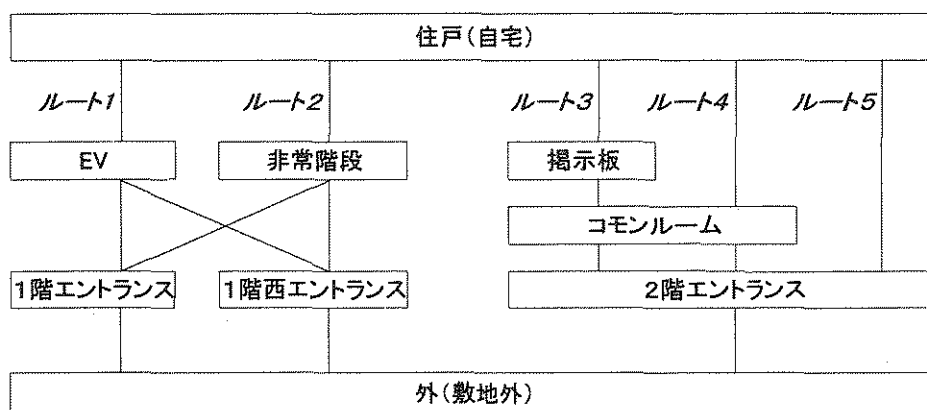 住戸(自宅)
ルート1 ルート2 ルート3 ルート4 ルート5
EV 非常階段 掲示板
コモンルーム
1階エントランス 1階西エントランス 2階エントランス
外(敷地外)